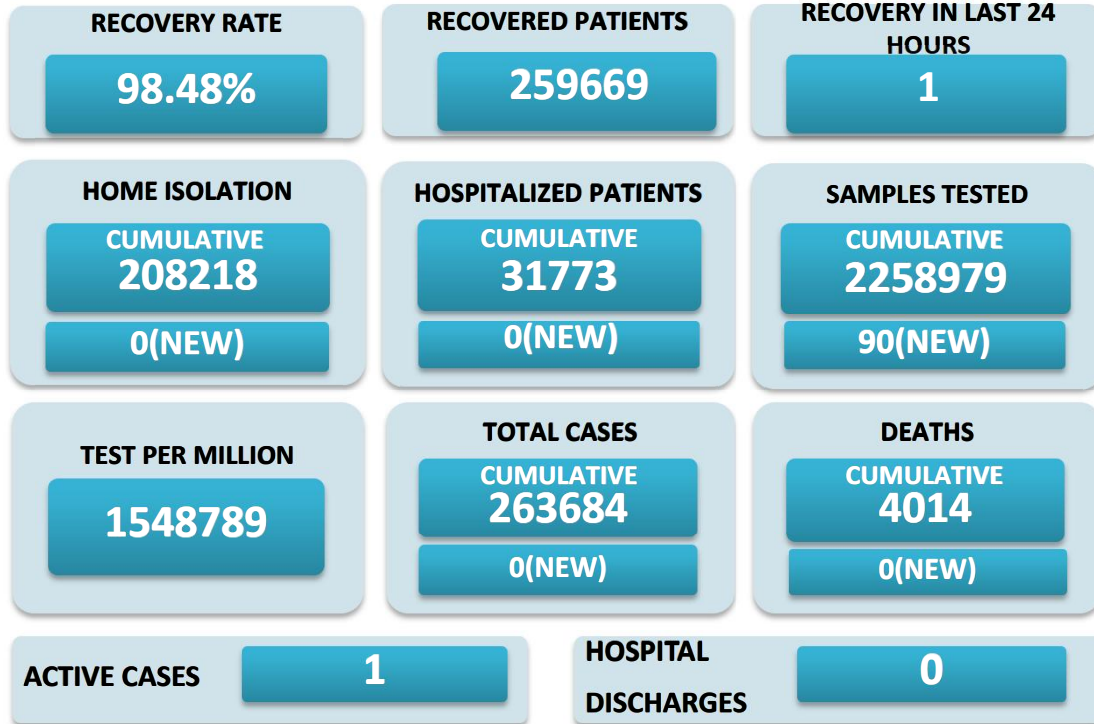 RECOVERY RATE
98.48%
RECOVERED PATIENTS
259669
RECOVERY IN LAST 24
HOURS
1
HOME ISOLATION
CUMULATIVE
208218
0(NEW)
HOSPITALIZED PATIENTS
CUMULATIVE
31773
0(NEW)
SAMPLES TESTED
CUMULATIVE
2258979
90(NEW)
TEST PER MILLION
1548789
TOTAL CASES
CUMULATIVE
263684
0(NEW)
DEATHS
CUMULATIVE
4014
0(NEW)
ACTIVE CASES
1
HOSPITAL
DISCHARGES
0